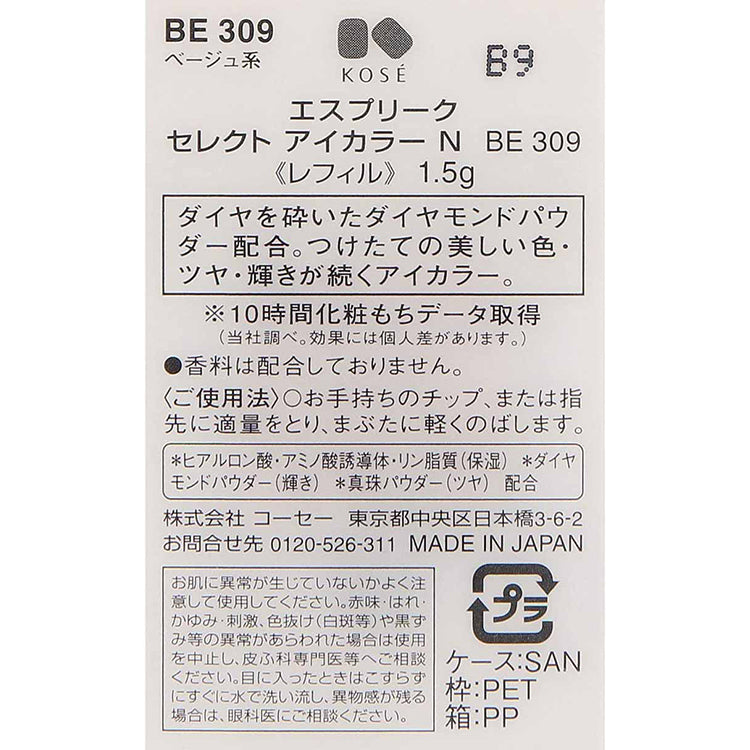 BE 309
ベージュ系
KOSÉ
B9
エスプリーク
セレクト アイカラー N BE 309
《レフィル》 1.5g
ダイヤを砕いたダイヤモンドパウ
ダー配合。つけたての美しい色・
ツヤ・輝きが続くアイカラー。
※10時間化粧もちデータ取得
(当社調べ。効果には個人差があります。)
●香料は配合しておりません。
〈ご使用法〉○お手持ちのチップ、または指
先に適量をとり、まぶたに軽くのばします。
*ヒアルロン酸・アミノ酸誘導体・リン脂質(保湿) *ダイヤ
モンドパウダー(輝き) *真珠パウダー(ツヤ) 配合
株式会社 コーセー 東京都中央区日本橋3-6-2
お問合せ先 0120-526-311 MADE IN JAPAN
お肌に異常が生じていないかよく注
意して使用してください。赤味・はれ・
かゆみ・刺激、色抜け(白斑等)や黒ず
み等の異常があらわれた場合は使用
を中止し、皮ふ科専門医等へご相談
ください。目に入ったときはこすらず
にすぐに水で洗い流し、異物感が残る
場合は、眼科医にご相談ください。
プラ
ケース:SAN
枠:PET
箱:PP